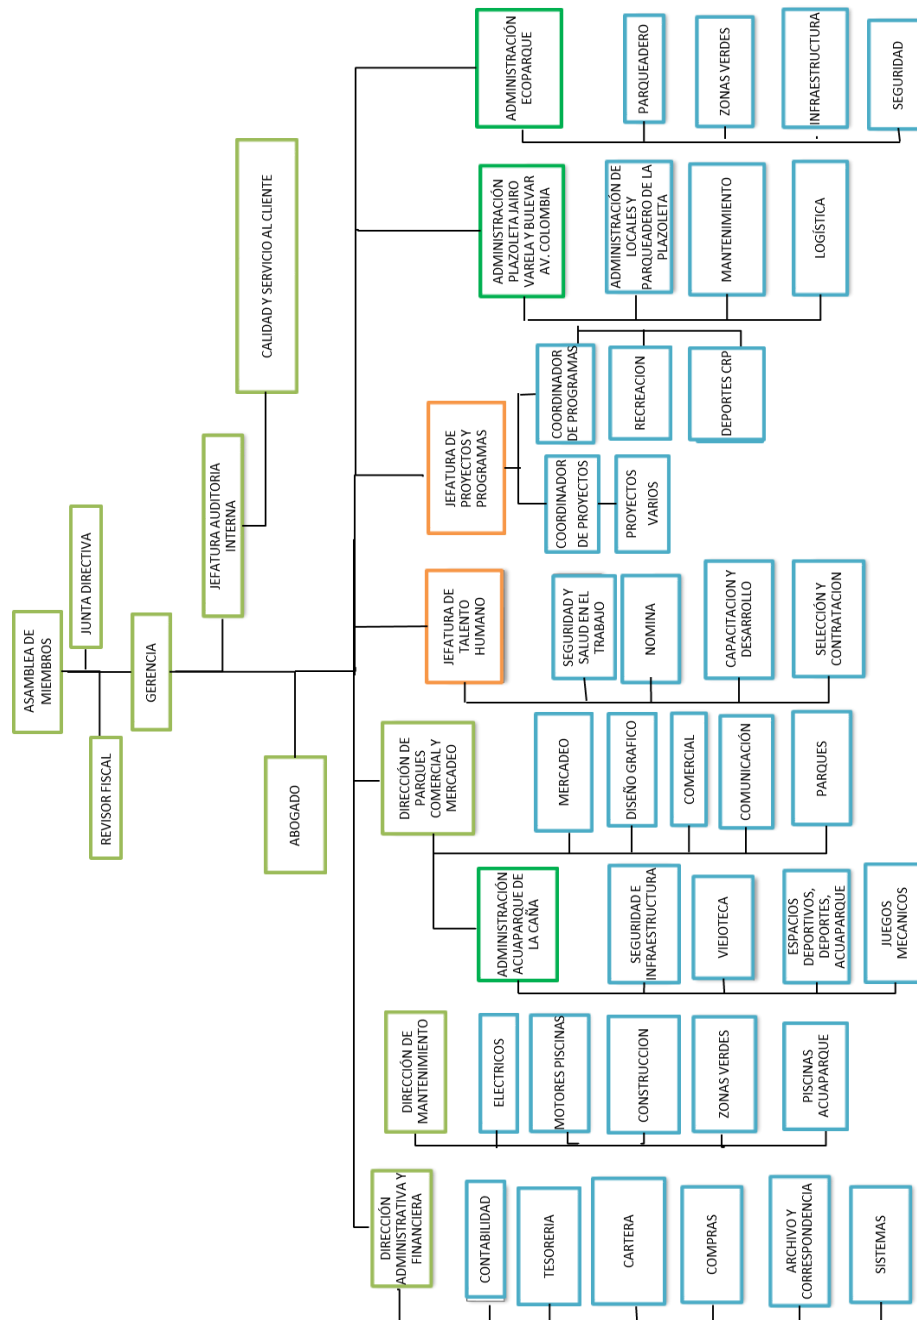 ASAMBLEA DE
MIEMBROS
REVISOR FISCAL
JUNTA DIRECTIVA
GERENCIA
JEFATURA AUDITORIA
INTERNA
CALIDAD Y SERVICIO AL CLIENTE
ABOGADO
DIRECCIÓN
ADMINISTRATIVA Y
FINANCIERA
CONTABILIDAD
TESORERIA
CARTERA
COMPRAS
ARCHIVO Y
CORRESPONDENCIA
SISTEMAS
DIRECCIÓN DE
MANTENIMIENTO
ELECTRICOS
MOTORES PISCINAS
CONSTRUCCION
ZONAS VERDES
PISCINAS
ACUAPARQUE
DIRECCIÓN DE
PARQUES
COMERCIAL Y
MERCADEO
ADMINISTRACIÓN
ACUAPARQUE DE
LA CAÑA
SEGURIDAD E
INFRAESTRUCTURA
VIEJOTECA
ESPACIOS
DEPORTIVOS,
DEPORTES,
ACUAPARQUE
JUEGOS
MECANICOS
MERCADEO
DISEÑO GRAFICO
COMERCIAL
COMUNICACIÓN
PARQUES
JEFATURA DE
TALENTO
HUMANO
SEGURIDAD Y
SALUD EN EL
TRABAJO
NOMINA
CAPACITACION Y
DESARROLLO
SELECCIÓN Y
CONTRATACION
JEFATURA DE
PROYECTOS Y
PROGRAMAS
COORDINADOR
DE PROYECTOS
PROYECTOS
VARIOS
COORDINADOR
DE PROGRAMAS
RECREACION
DEPORTES CRP
ADMINISTRACIÓN
PLAZOLETA JAIRO
VARELA Y BULEVAR
AV. COLOMBIA
ADMINISTRACIÓN DE
LOCALES Y
PARQUEADERO DE LA
PLAZOLETA
MANTENIMIENTO
LOGÍSTICA
ADMINISTRACIÓN
ECOPARQUE
PARQUEADERO
ZONAS VERDES
INFRAESTRUCTURA
SEGURIDAD